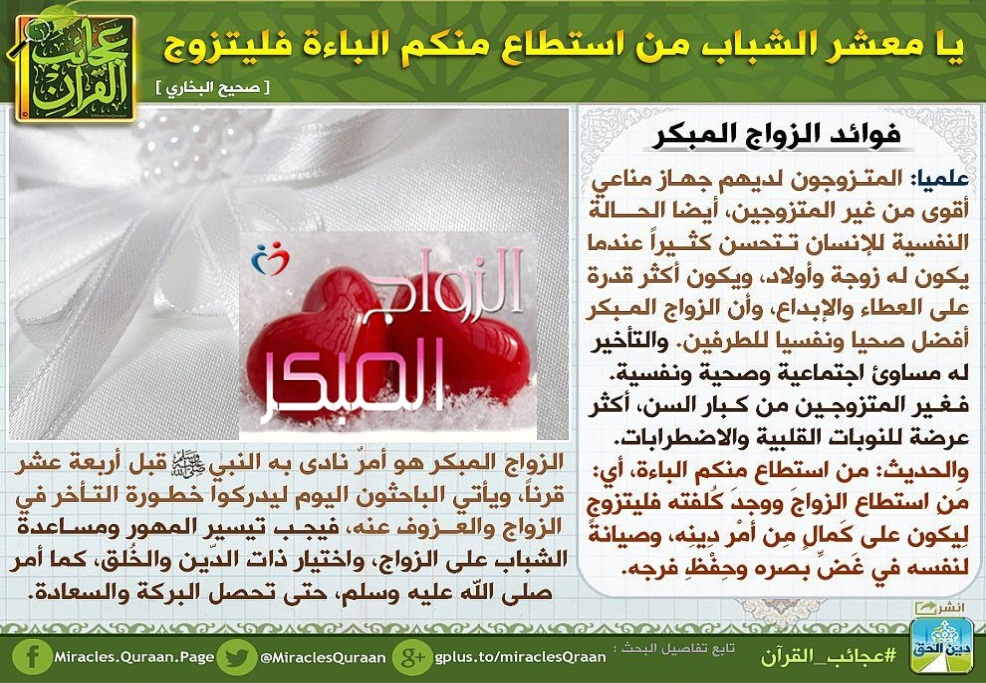 عجائب القرآن
يا معشر الشباب من استطاع منكم الباءة فليتزوج
[ صحيح البخاري ]
فوائد الزواج المبكر
علميا: المتزوجون لديهم جهاز مناعي
أقوى من غير المتزوجين، أيضا الحالة
النفسية للإنسان تتحسن كثيراً عندما
يكون له زوجة وأولاد، ويكون أكثر قدرة
على العطاء والإبداع، وأن الزواج المبكر
أفضل صحيا ونفسيا للطرفين. والتأخير
له مساوئ اجتماعية وصحية ونفسية.
فغير المتزوجين من كبار السن، أكثر
عرضة للنوبات القلبية والاضطرابات.
والحديث: من استطاع منكم الباءة، أي:
مَن استطاع الزواجَ ووجدَ كُلفته فليتزوج
لِيكون على كَمالٍ مِن أمْر دِينِه، وصيانةً
لنفسه في غَضِّ بصره وحِفْظِ فرجه.
الزواج
المبكر
الزواج المبكر هو أمرٌ نادى به النبي ﷺ قبل أربعة عشر
قرناً، ويأتي الباحثون اليوم ليدركوا خطورة التأخر في
الزواج والعزوف عنه، فيجب تيسير المهور ومساعدة
الشباب على الزواج، واختيار ذات الدّين والخُلق، كما أمر
صلى الله عليه وسلم، حتى تحصل البركة والسعادة.
انشر
دين الحق
#عجائب_القرآن
تابع تفاصيل البحث :
gplus.to/miraclesQraan
@MiraclesQuraan
Miracles.Quraan.Page